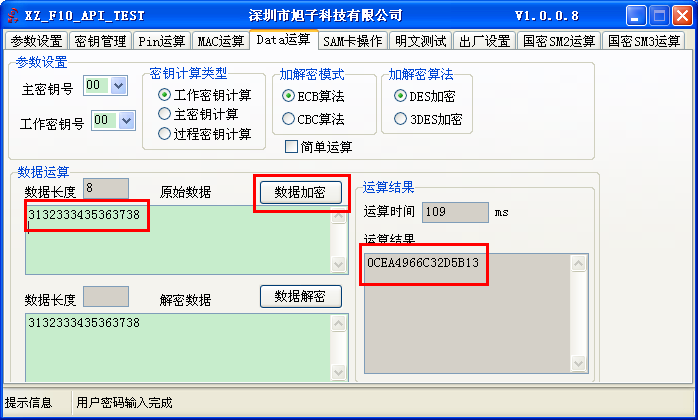 XZ_F10_API_TEST 深圳市旭子科技有限公司 V1.0.0.8
参数设置 密钥管理 Pin运算 MAC运算 Data运算 SAM卡操作 明文测试 出厂设置 国密SM2运算 国密SM3运算
参数设置
主密钥号 00
工作密钥号 00
密钥计算类型
工作密钥计算
主密钥计算
过程密钥计算
加解密模式
ECB算法
CBC算法
加解密算法
DES加密
3DES加密
简单运算
数据运算
数据长度 8 原始数据 数据加密
3132333435363738
数据长度 解密数据 数据解密
3132333435363738
运算结果
运算时间 109 ms
运算结果
0CEA4966C32D5B13
提示信息 用户密码输入完成